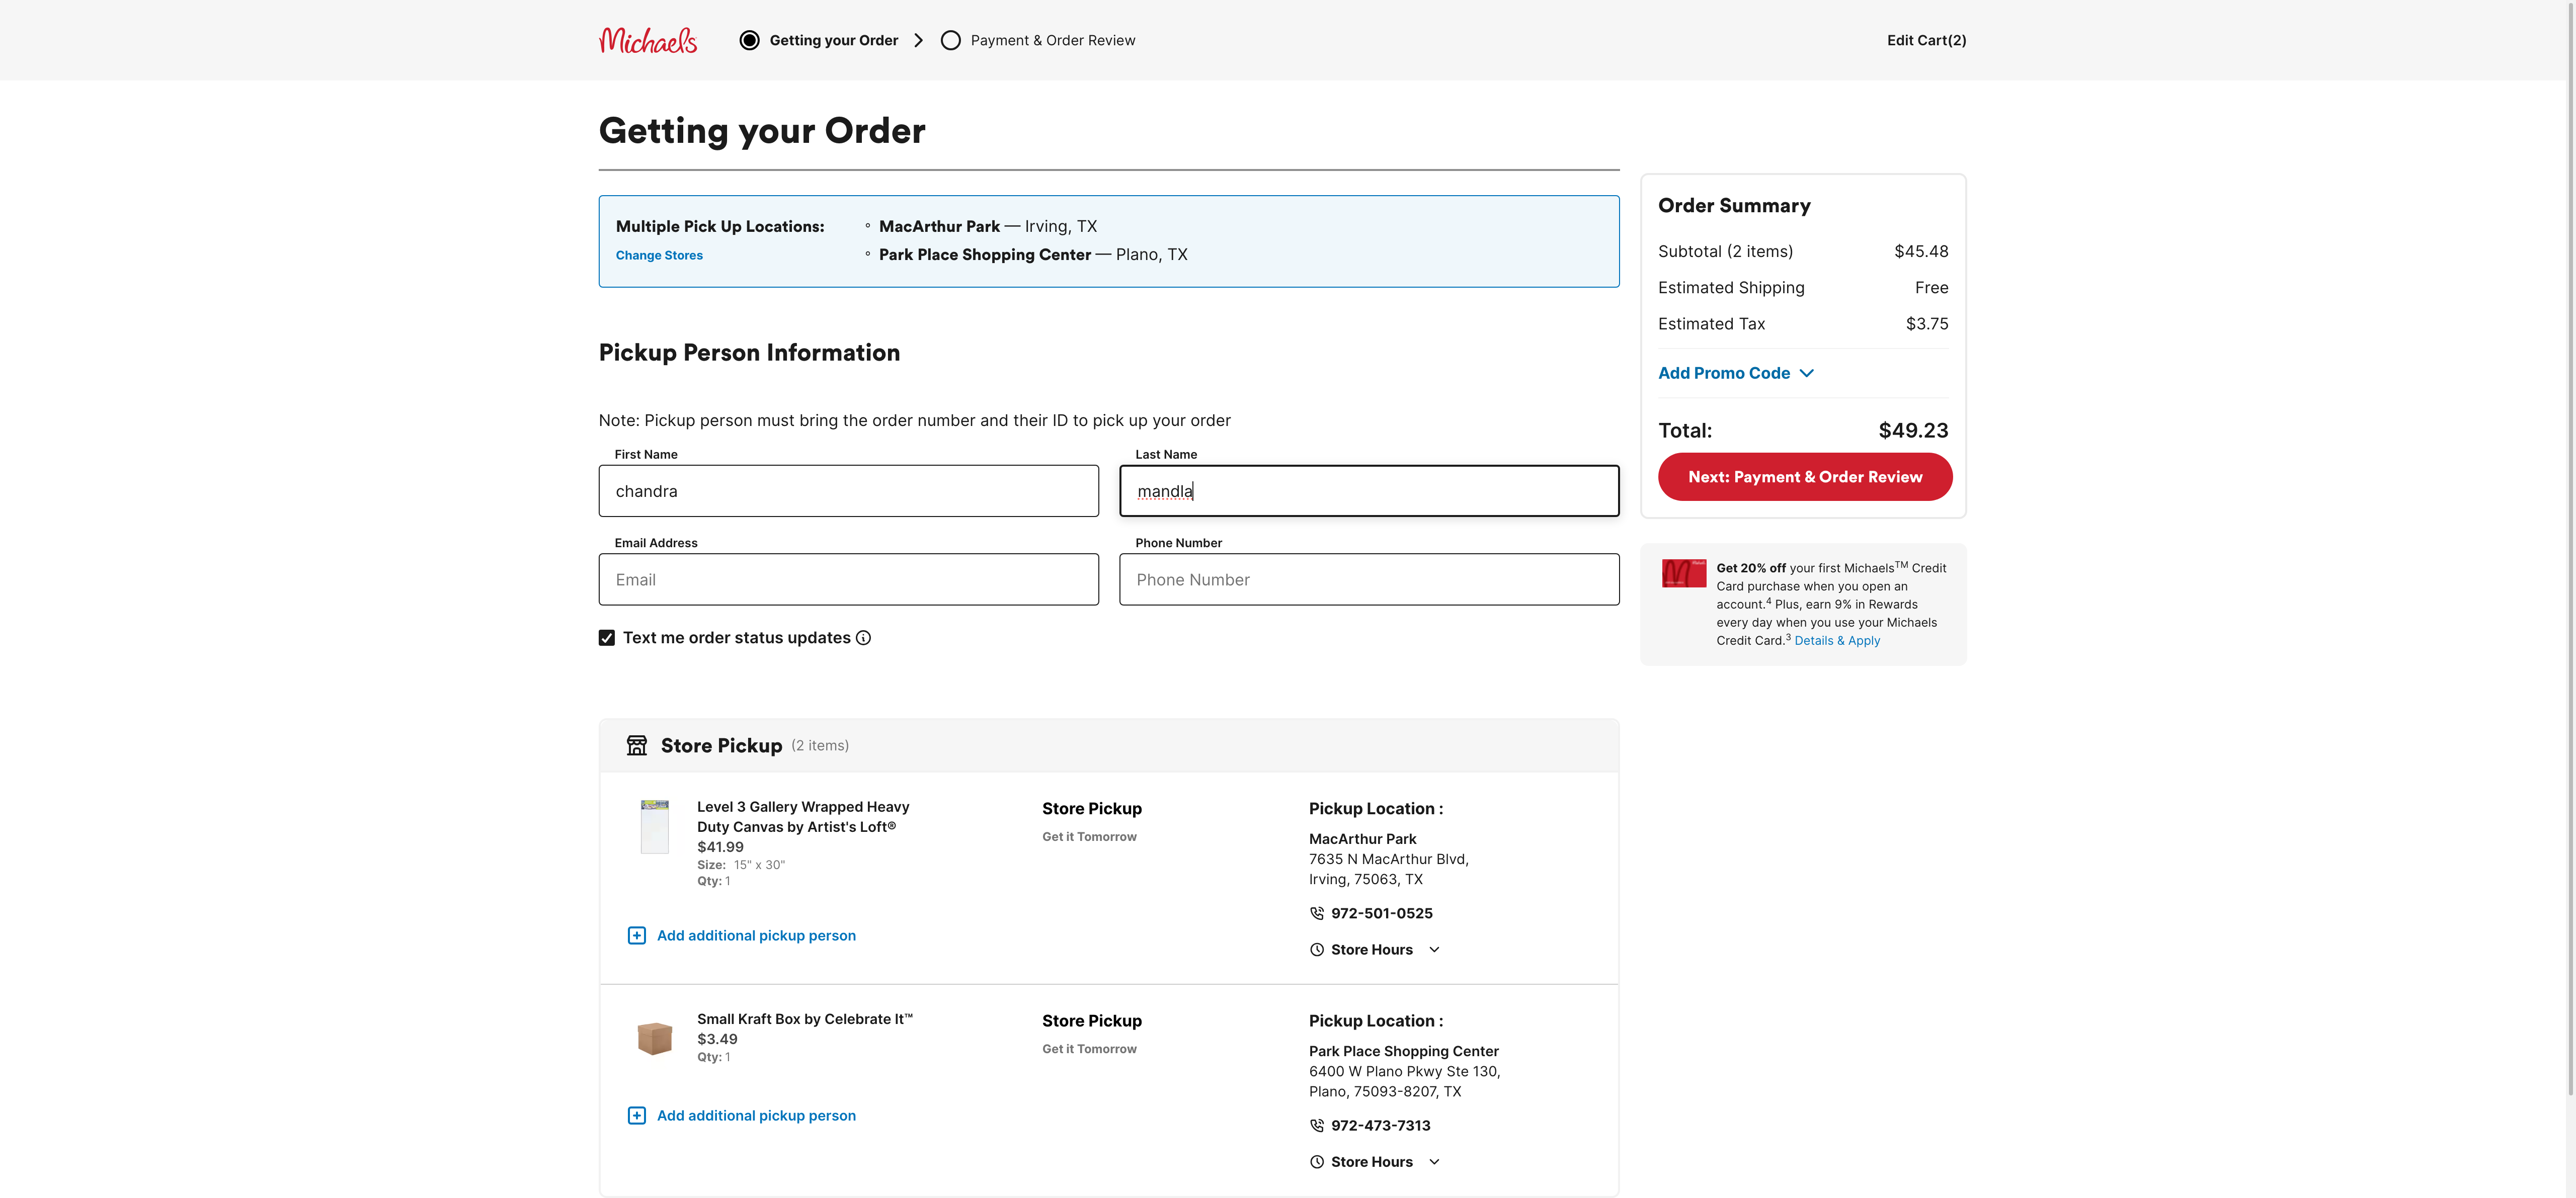 Michaels
Getting your Order
Payment & Order Review
Edit Cart(2)
Getting your Order
Multiple Pick Up Locations:
Change Stores
◦ MacArthur Park — Irving, TX
◦ Park Place Shopping Center — Plano, TX
Pickup Person Information
Note: Pickup person must bring the order number and their ID to pick up your order
First Name
chandra
Last Name
mandla
Email Address
Email
Phone Number
Phone Number
Text me order status updates
Order Summary
Subtotal (2 items) $45.48
Estimated Shipping Free
Estimated Tax $3.75
Add Promo Code
Total: $49.23
Next: Payment & Order Review
Get 20% off your first Michaels™ Credit
Card purchase when you open an
account.4 Plus, earn 9% in Rewards
every day when you use your Michaels
Credit Card.3 Details & Apply
Store Pickup (2 items)
Level 3 Gallery Wrapped Heavy
Duty Canvas by Artist's Loft®
$41.99
Size: 15" x 30"
Qty: 1
Add additional pickup person
Store Pickup
Get it Tomorrow
Pickup Location :
MacArthur Park
7635 N MacArthur Blvd,
Irving, 75063, TX
972-501-0525
Store Hours
Small Kraft Box by Celebrate It™
$3.49
Qty: 1
Add additional pickup person
Store Pickup
Get it Tomorrow
Pickup Location :
Park Place Shopping Center
6400 W Plano Pkwy Ste 130,
Plano, 75093-8207, TX
972-473-7313
Store Hours